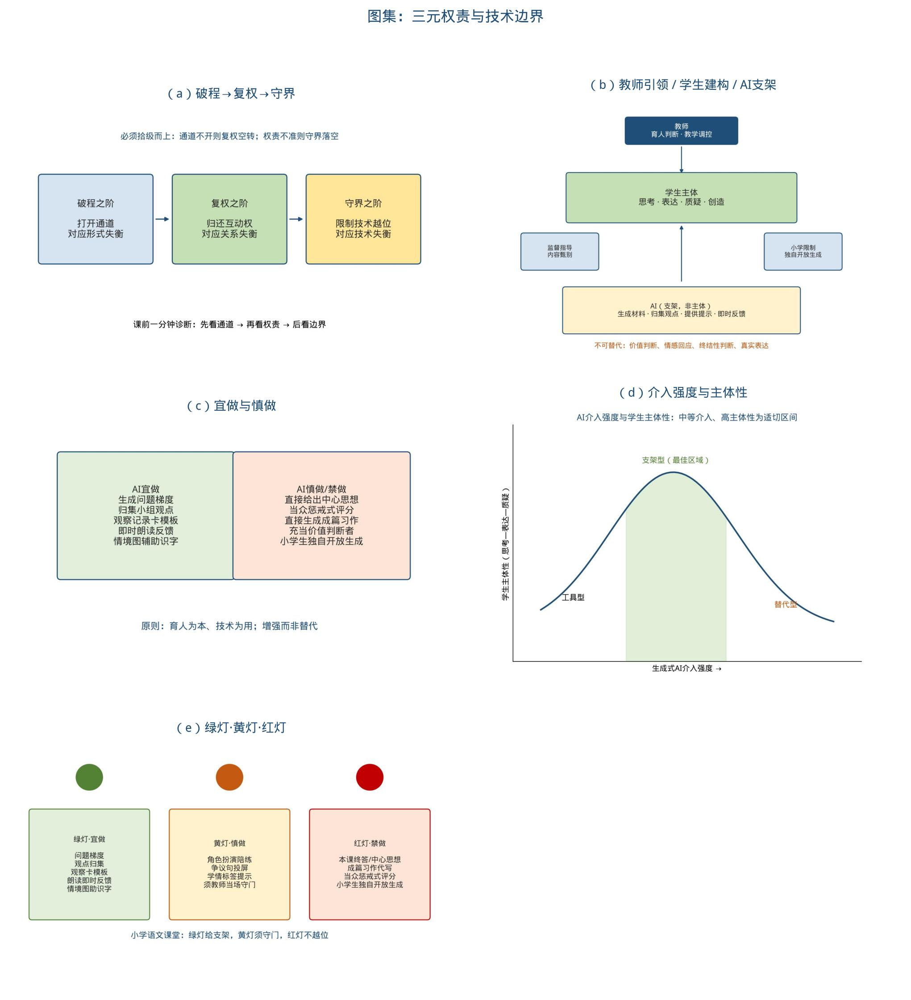 图集：三元权责与技术边界
（a）破程→复权→守界
必须拾级而上：通道不开则复权空转；权责不准则守界落空
破程之阶
打开通道
对应形式失衡
复权之阶
归还互动权
对应关系失衡
守界之阶
限制技术越位
对应技术失衡
课前一分钟诊断：先看通道 → 再看权责 → 后看边界
（b）教师引领 / 学生建构 / AI支架
教师
育人判断 · 教学调控
学生主体
思考 · 表达 · 质疑 · 创造
监督指导
内容甄别
小学限制
独自开放生成
AI（支架，非主体）
生成材料 · 归集观点 · 提供提示 · 即时反馈
不可替代：价值判断、情感回应、终结性判断、真实表达
（c）宜做与慎做
AI宜做
生成问题梯度
归集小组观点
观察记录卡模板
即时朗读反馈
情境图辅助识字
AI慎做/禁做
直接给出中心思想
当众惩戒式评分
直接生成成篇习作
充当价值判断者
小学生独自开放生成
原则：育人为本、技术为用；增强而非替代
（d）介入强度与主体性
AI介入强度与学生主体性：中等介入、高主体性为适切区间
支架型（最佳区域）
学生主体性（思考—表达—质疑）
工具型
替代型
生成式AI介入强度 →
（e）绿灯·黄灯·红灯
绿灯·宜做
问题梯度
观点归集
观察卡模板
朗读即时反馈
情境图助识字
黄灯·慎做
角色扮演陪练
争议句投屏
学情标签提示
须教师当场守门
红灯·禁做
本课终答/中心思想
成篇习作代写
当众惩戒式评分
小学生独自开放生成
小学语文课堂：绿灯给支架，黄灯须守门，红灯不越位